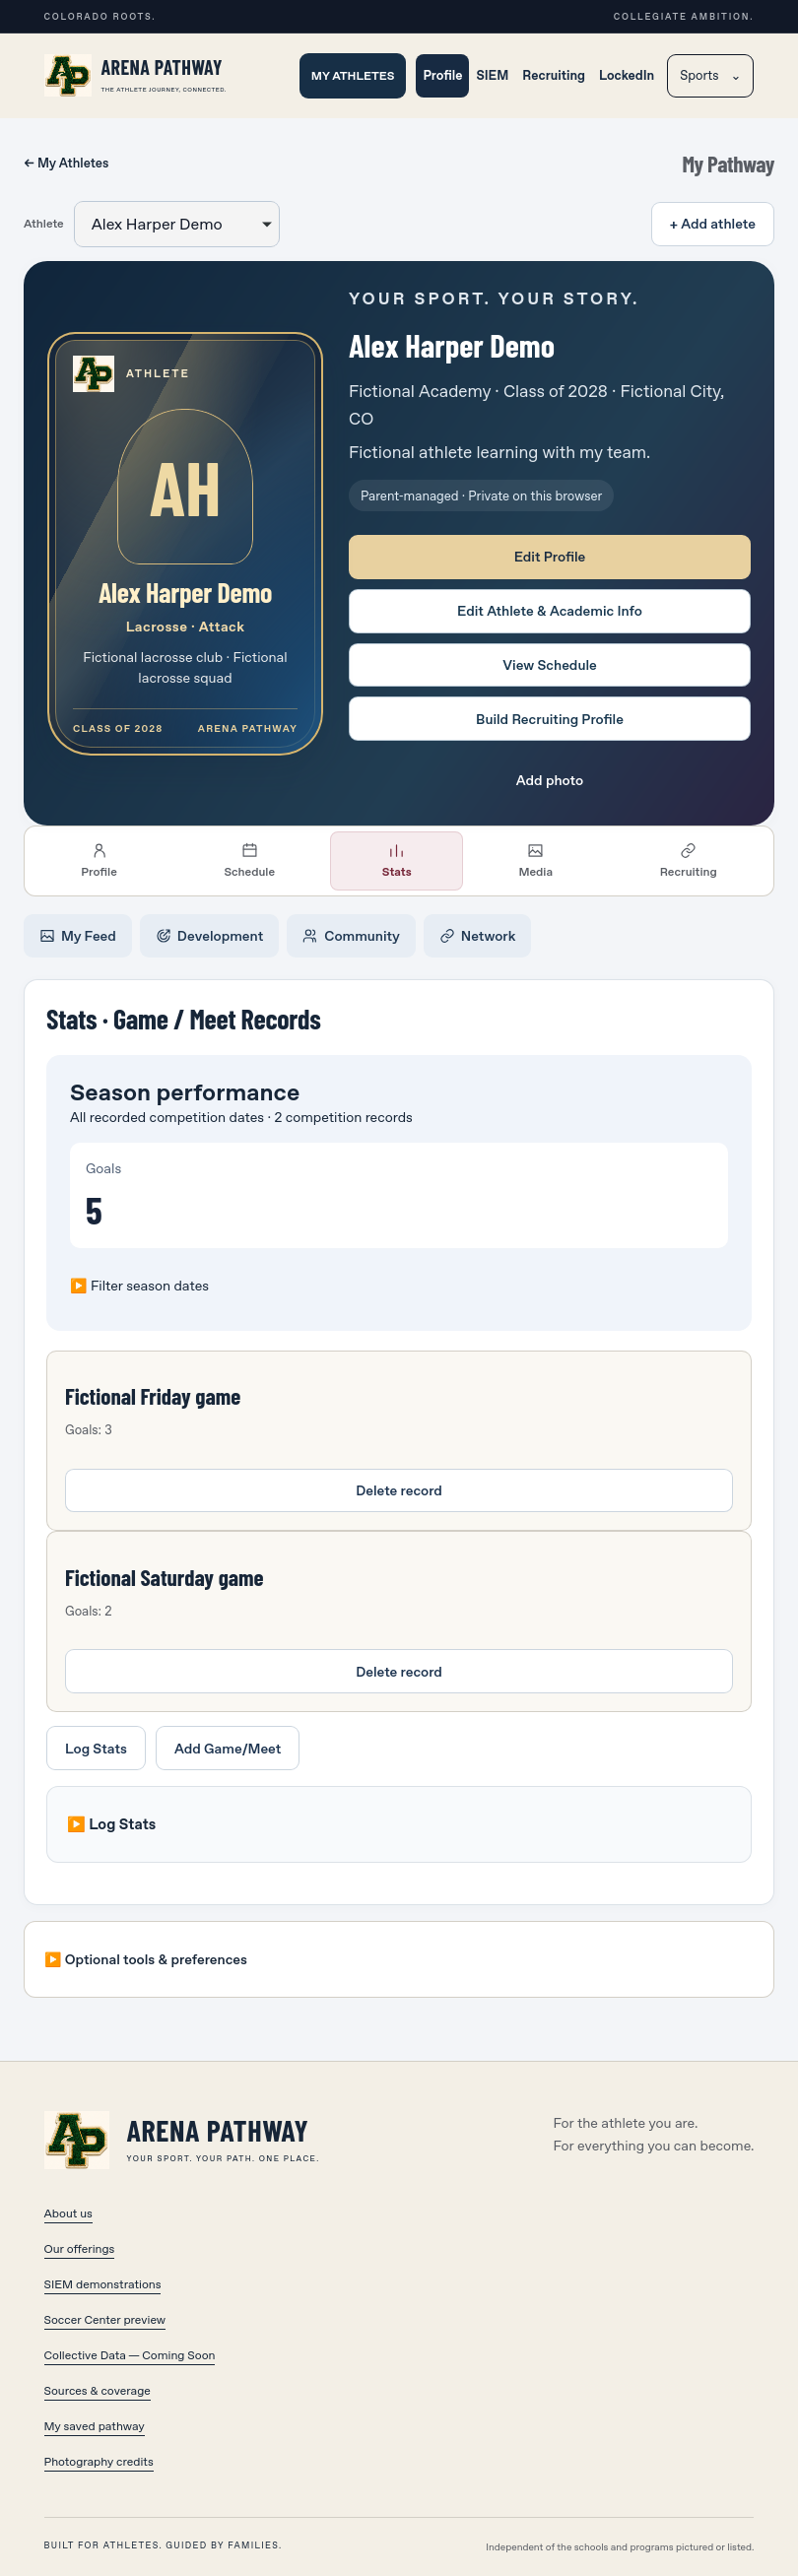 COLORADO ROOTS.
COLLEGIATE AMBITION.
AP
ARENA PATHWAY
THE ATHLETE JOURNEY, CONNECTED.
MY ATHLETES
Profile
SIEM
Recruiting
LockedIn
Sports
← My Athletes
My Pathway
Athlete
Alex Harper Demo
+ Add athlete
AP
ATHLETE
AH
Alex Harper Demo
Lacrosse · Attack
Fictional lacrosse club · Fictional
lacrosse squad
CLASS OF 2028
ARENA PATHWAY
YOUR SPORT. YOUR STORY.
Alex Harper Demo
Fictional Academy · Class of 2028 · Fictional City,
CO
Fictional athlete learning with my team.
Parent-managed · Private on this browser
Edit Profile
Edit Athlete & Academic Info
View Schedule
Build Recruiting Profile
Add photo
Profile
Schedule
Stats
Media
Recruiting
My Feed
Development
Community
Network
Stats · Game / Meet Records
Season performance
All recorded competition dates · 2 competition records
Goals
5
▶ Filter season dates
Fictional Friday game
Goals: 3
Delete record
Fictional Saturday game
Goals: 2
Delete record
Log Stats
Add Game/Meet
▶ Log Stats
▶ Optional tools & preferences
AP
ARENA PATHWAY
YOUR SPORT. YOUR PATH. ONE PLACE.
For the athlete you are.
For everything you can become.
About us
Our offerings
SIEM demonstrations
Soccer Center preview
Collective Data — Coming Soon
Sources & coverage
My saved pathway
Photography credits
BUILT FOR ATHLETES. GUIDED BY FAMILIES.
Independent of the schools and programs pictured or listed.